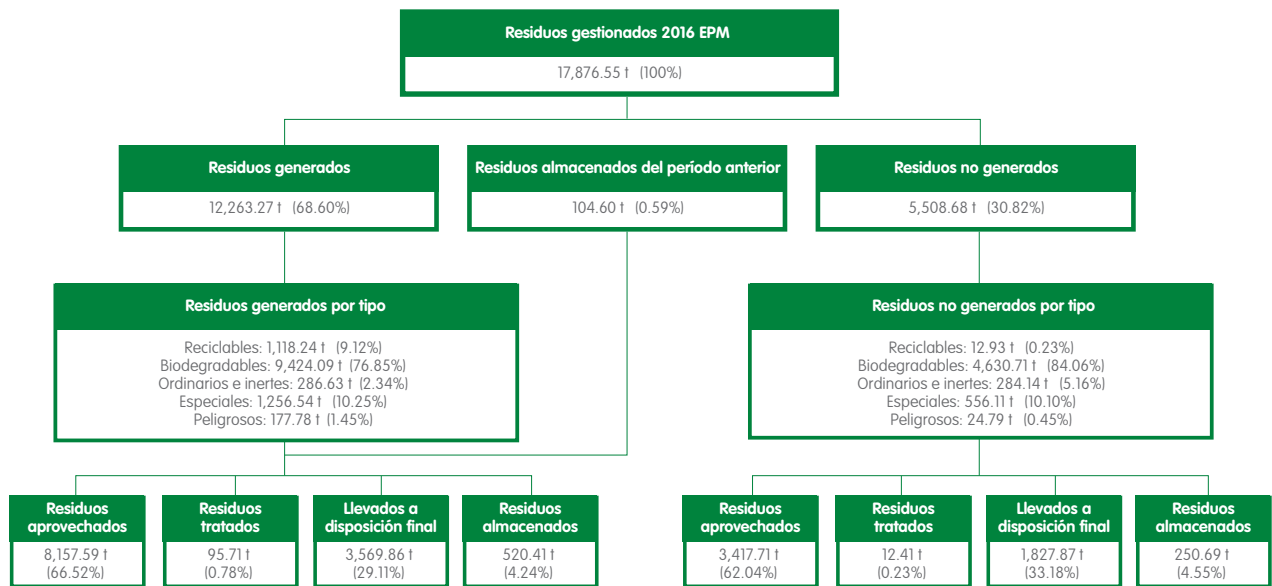 Residuos gestionados 2016 EPM
17,876.55 t (100%)
Residuos generados
12,263.27 t (68.60%)
Residuos almacenados del período anterior
104.60 t (0.59%)
Residuos no generados
5,508.68 t (30.82%)
Residuos generados por tipo
Reciclables: 1,118.24 t (9.12%)
Biodegradables: 9,424.09 t (76.85%)
Ordinarios e inertes: 286.63 t (2.34%)
Especiales: 1,256.54 t (10.25%)
Peligrosos: 177.78 t (1.45%)
Residuos no generados por tipo
Reciclables: 12.93 t (0.23%)
Biodegradables: 4,630.71 t (84.06%)
Ordinarios e inertes: 284.14 t (5.16%)
Especiales: 556.11 t (10.10%)
Peligrosos: 24.79 t (0.45%)
Residuos
aprovechados
8,157.59 t
(66.52%)
Residuos
tratados
95.71 t
(0.78%)
Llevados a
disposición final
3,569.86 t
(29.11%)
Residuos
almacenados
520.41 t
(4.24%)
Residuos
aprovechados
3,417.71 t
(62.04%)
Residuos
tratados
12.41 t
(0.23%)
Llevados a
disposición final
1,827.87 t
(33.18%)
Residuos
almacenados
250.69 t
(4.55%)